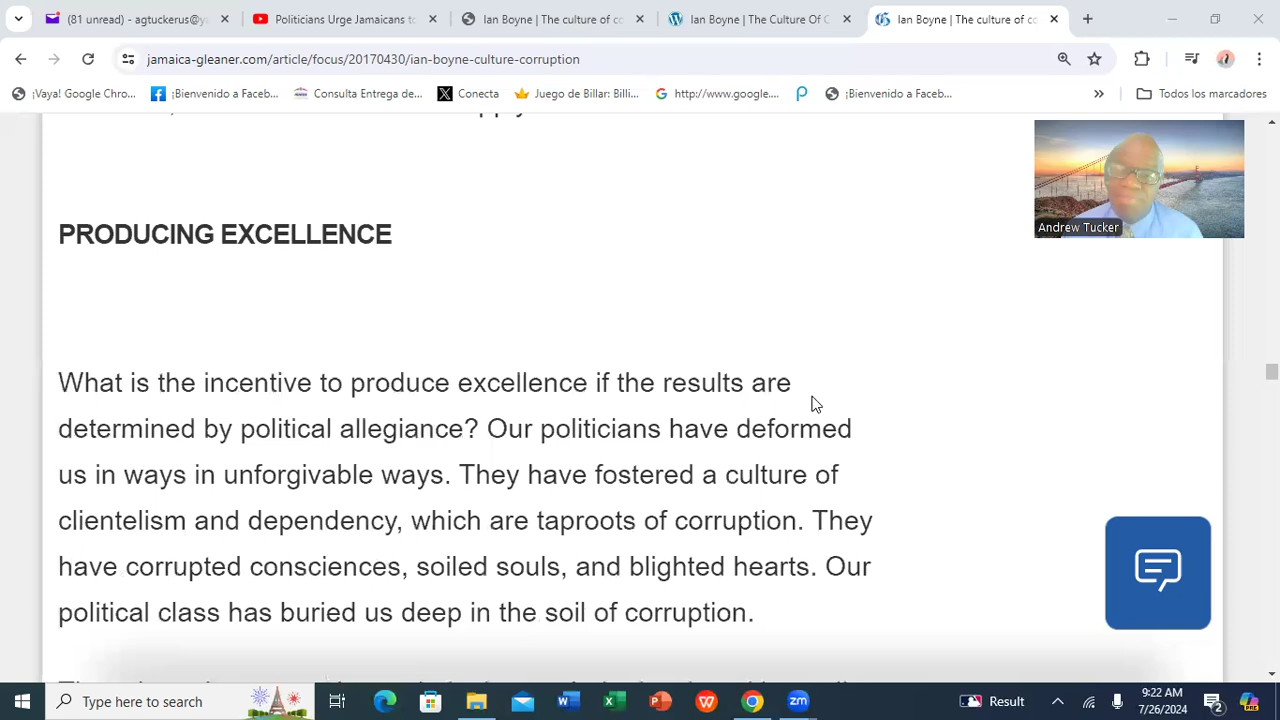 (81 unread) - agtuckerus@y
Politicians Urge Jamaicans to
Ian Boyne | The culture of co
Ian Boyne | The Culture Of C
Ian Boyne | The culture of co
jamaica-gleaner.com/article/focus/20170430/ian-boyne-culture-corruption
¡Vaya! Google Chro...
¡Bienvenido a Faceb...
Consulta Entrega de...
Conecta
Juego de Billar: Billi...
http://www.google....
¡Bienvenido a Faceb...
Todos los marcadores
Andrew Tucker
PRODUCING EXCELLENCE
What is the incentive to produce excellence if the results are
determined by political allegiance? Our politicians have deformed
us in ways in unforgivable ways. They have fostered a culture of
clientelism and dependency, which are taproots of corruption. They
have corrupted consciences, soiled souls, and blighted hearts. Our
political class has buried us deep in the soil of corruption.
Type here to search
Result
9:22 AM
7/26/2024
2